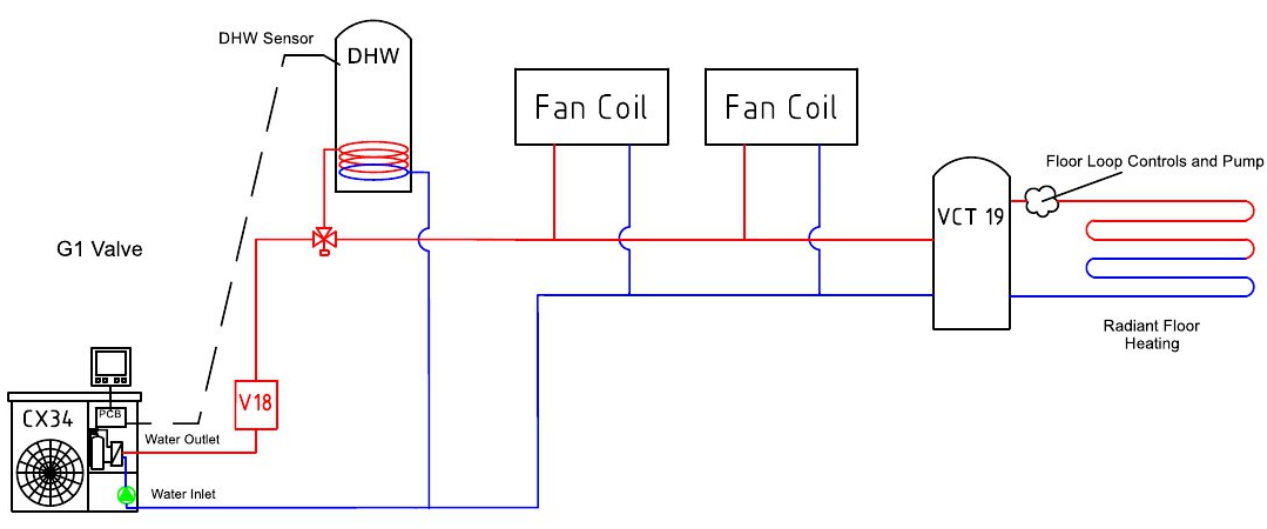 DHW Sensor
DHW
Fan Coil
Fan Coil
Floor Loop Controls and Pump
VCT 19
G1 Valve
Radiant Floor
Heating
V18
PCB
CX34
Water Outlet
Water Inlet